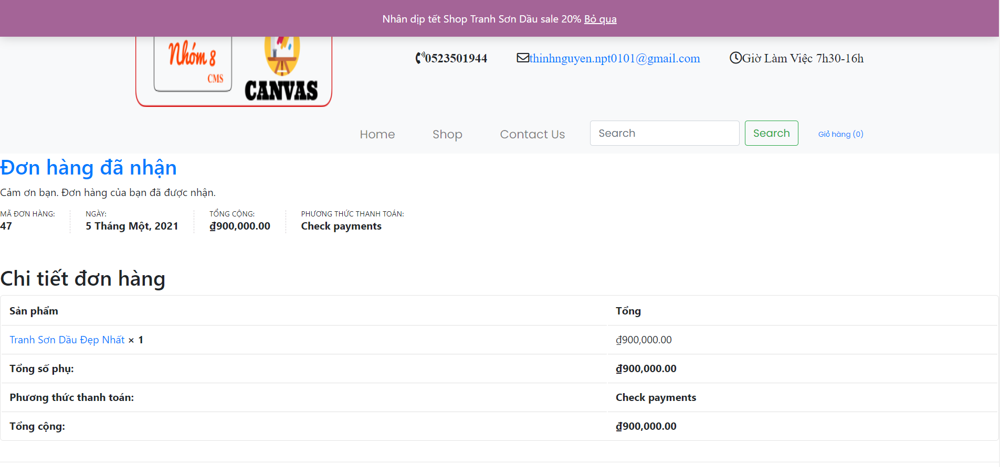 Nhân dịp tết Shop Tranh Sơn Dầu sale 20% Bỏ qua
Nhóm 8
CMS
CANVAS
0523501944 thinhnguyen.npt0101@gmail.com Giờ Làm Việc 7h30-16h
Home Shop Contact Us Search Search Giỏ hàng (0)
Đơn hàng đã nhận
Cảm ơn bạn. Đơn hàng của bạn đã được nhận.
MÃ ĐƠN HÀNG: NGÀY: TỔNG CỘNG: PHƯƠNG THỨC THANH TOÁN:
47 5 Tháng Một, 2021 ₫900,000.00 Check payments
Chi tiết đơn hàng
Sản phẩm Tổng
Tranh Sơn Dầu Đẹp Nhất × 1 ₫900,000.00
Tổng số phụ: ₫900,000.00
Phương thức thanh toán: Check payments
Tổng cộng: ₫900,000.00